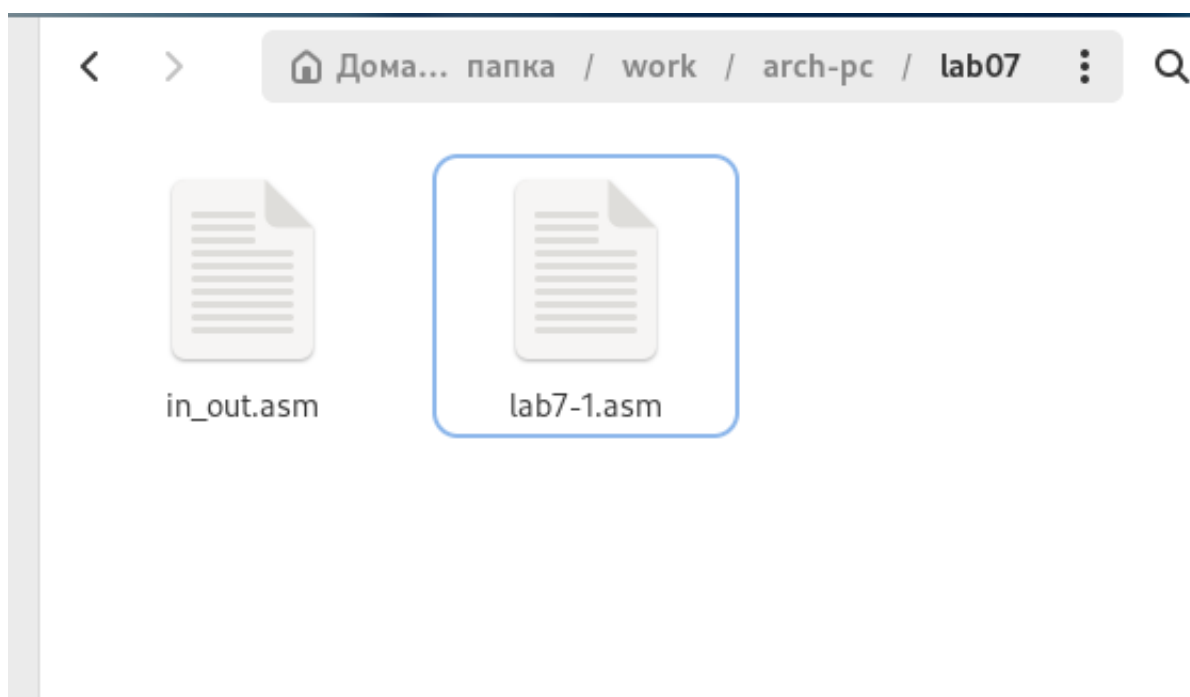 Дома... папка / work / arch-pc / lab07
in_out.asm lab7-1.asm